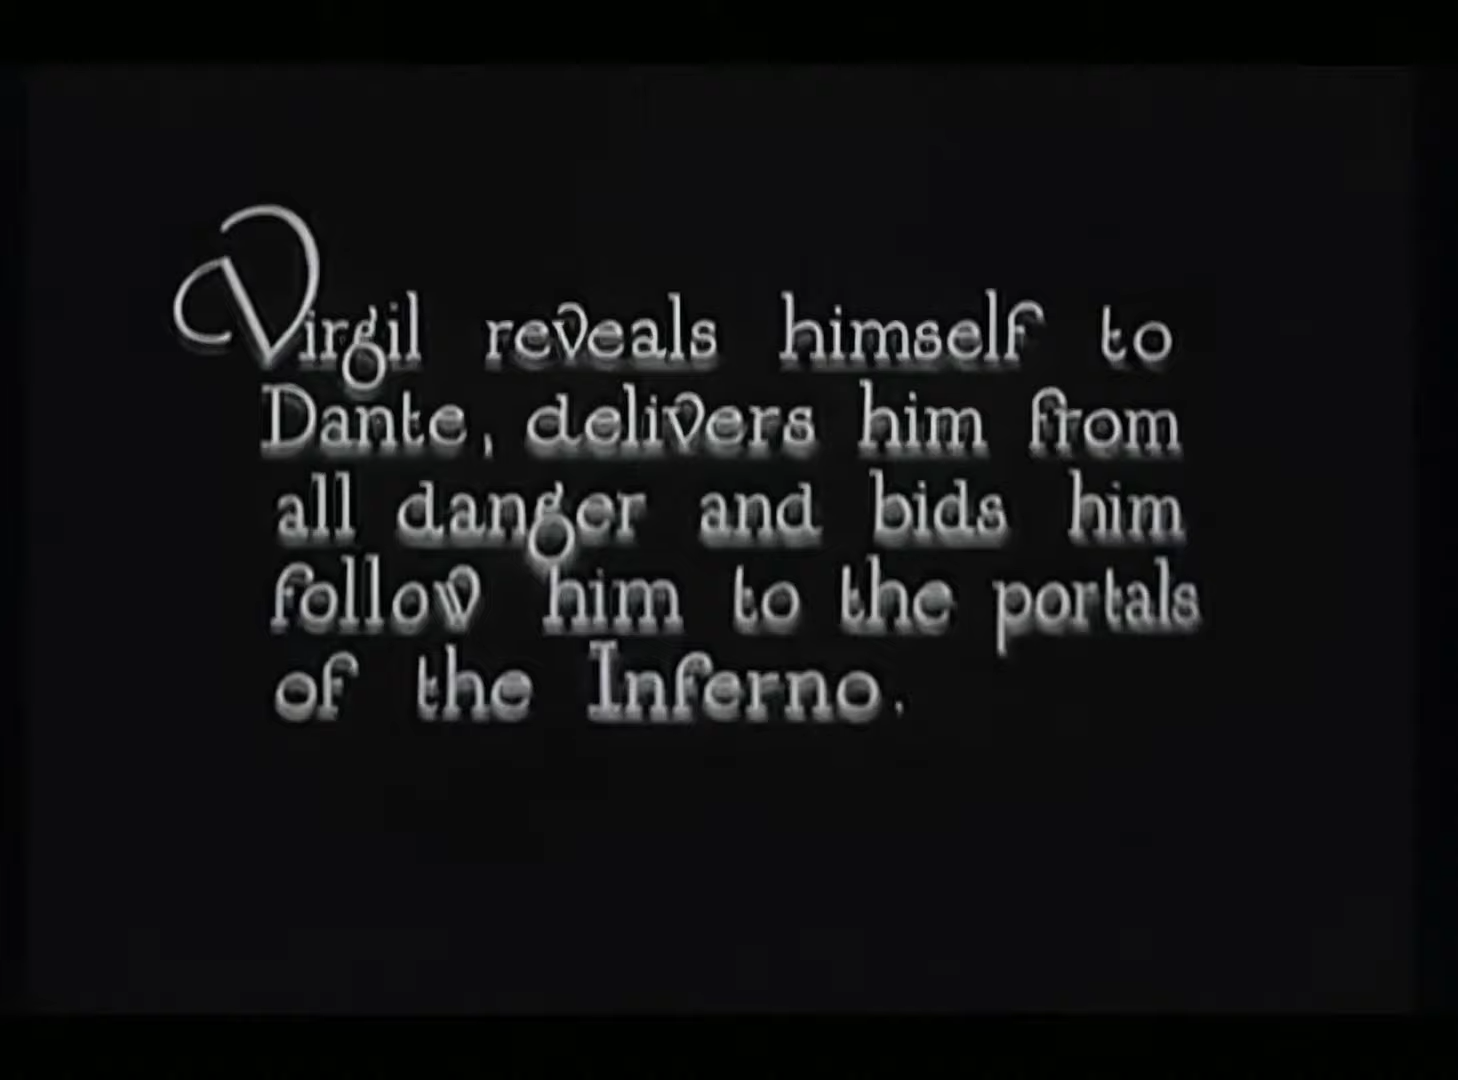 Virgil reveals himself to
Dante, delivers him from
all danger and bids him
follow him to the portals
of the Inferno.